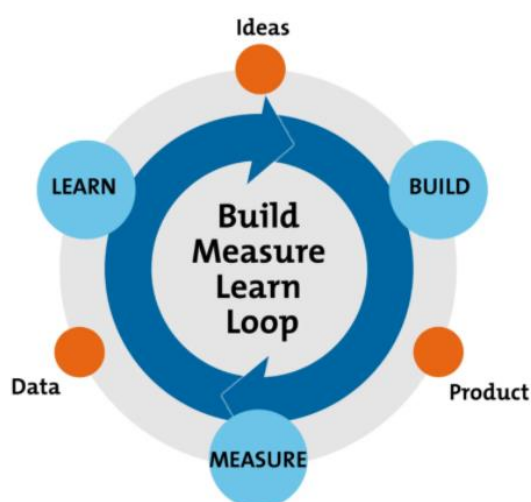 Ideas
LEARN
BUILD
Build
Measure
Learn
Loop
Data
Product
MEASURE